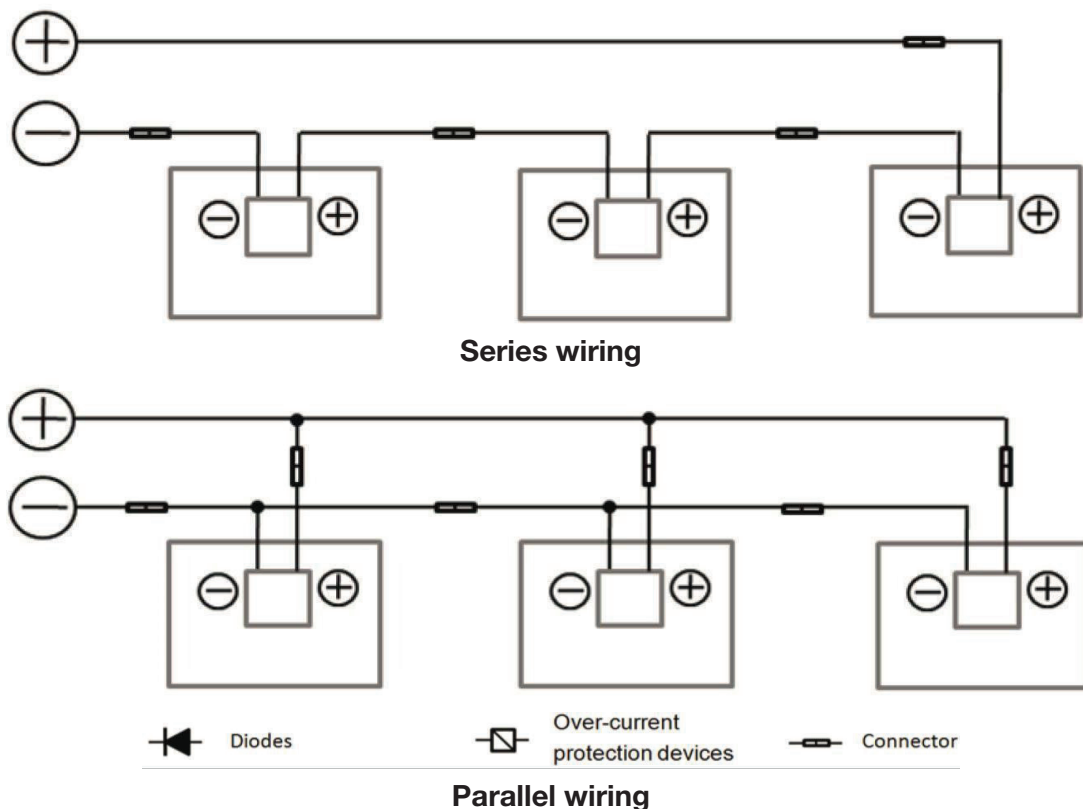 Series wiring
Diodes
Over-current
protection devices
Connector
Parallel wiring